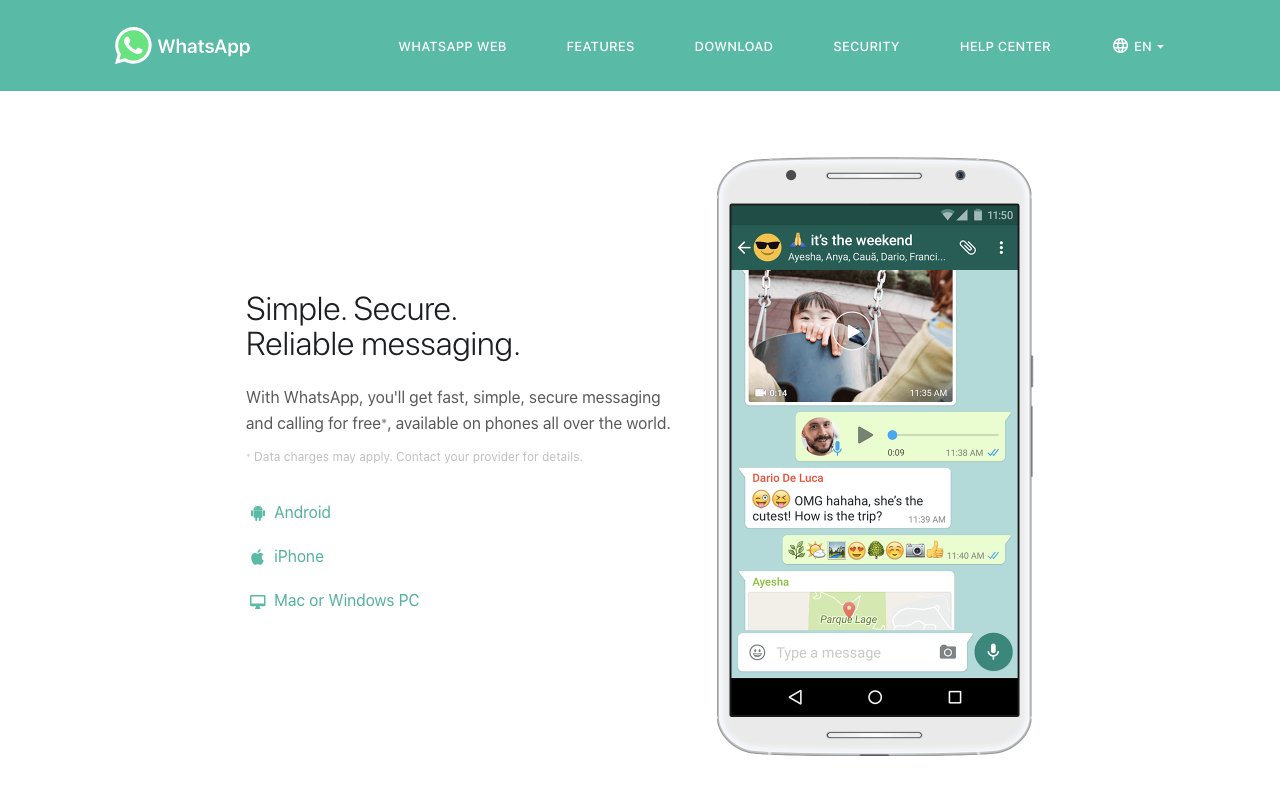 WhatsApp
WHATSAPP WEB
FEATURES
DOWNLOAD
SECURITY
HELP CENTER
EN
Simple. Secure.
Reliable messaging.
With WhatsApp, you'll get fast, simple, secure messaging
and calling for free*, available on phones all over the world.
* Data charges may apply. Contact your provider for details.
Android
iPhone
Mac or Windows PC
11:50
🙏 it's the weekend
Ayesha, Anya, Cauã, Dario, Franci...
0:14
11:35 AM
0:09
11:38 AM
Dario De Luca
😜😝 OMG hahaha, she's the
cutest! How is the trip?
11:39 AM
🌿🌤🏞😍🌳☺📷👍 11:40 AM
Ayesha
Parque Lage
Type a message